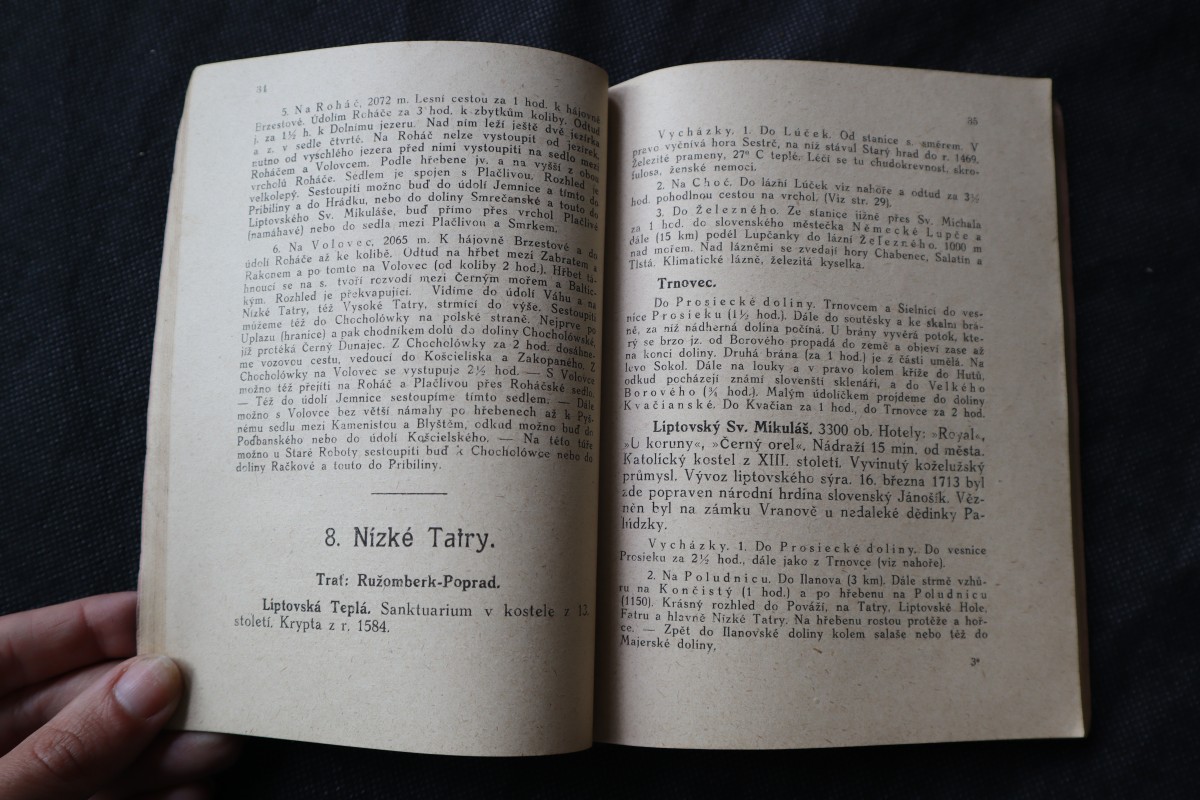 34
5. Na Roháč, 2072 m. Lesní cestou za 1 hod. k hájovně
Brzestové. Údolím Roháče za 3 hod. k zbytkům koliby. Odtud
j. za 1½ h. k Dolnímu jezeru. Nad ním leží ještě dvě jezírka
a z. v sedle čtvrté. Na Roháč nelze vystoupit od jezírek,
nutno od vyschlého jezera před nimi vystoupiti na sedlo mezi
Roháčem a Volovcem. Podle hřebene jv. a na vyšší z obou
vrcholů Roháče. Sedlem je spojen s Plačlivou. Rozhled je
velkolepý. Sestoupiti možno buď do údolí Jemnice a tímto do
Pribiliny a do Hrádku, nebo do doliny Smrečanské a touto do
Liptovského Sv. Mikuláše, buď přímo přes vrchol Plačlivé
(namáhavé) nebo do sedla mezi Plačlivou a Smrkem.
6. Na Volovec, 2065 m. K hájovně Brzestové a do
údolí Roháče až ke kolibě. Odtud na hřbet mezi Zabratem a
Rakoněm a po tomto na Volovec (od koliby 2 hod.). Hřbet táh-
hnoucí se na s. tvoří rozvodí mezi Černým mořem a Baltic-
kým. Rozhled je překvapující. Vidíme do údolí Váhu a na
Nízké Tatry, též Vysoké Tatry, strmící do výše. Sestoupiti
můžeme též do Chocholówky na polské straně. Nejprve po
Uplazu (hranice) a pak chodníkem dolů do doliny Chochołowské,
jíž protéká Černý Dunajec. Z Chochołówky za 2 hod. dosáhne-
me vozovou cestu, vedoucí do Kościeliska a Zakopaného. Z
Chochołówky na Volovec se vystupuje 2½ hod. — S Volovce
možno též přejíti na Roháč a Plačlivou přes Roháčské sedlo.
— Též do údolí Jemnice sestoupíme tímto sedlem. — Dále
možno s Volovce bez větší námahy po hřebenech až k Pyš-
nému sedlu mezi Kamenistou a Blyštěm, odkud možno buď do
Podbanského nebo do údolí Kościelského. — Na této túře
možno u Staré Roboty sestoupiti buď k Chochołówce nebo do
doliny Račkové a touto do Pribiliny.
8. Nízké Tatry.
Trať: Ružomberk-Poprad.
Liptovská Teplá. Sanktuarium v kostele z 13.
století. Krypta z r. 1584.
35
Vycházky. 1. Do Lúček. Od stanice s. směrem. V
pravo vyčnívá hora Sestrč, na níž stával Starý hrad do r. 1469.
Železité prameny, 27° C teplé. Léčí se tu chudokrevnost, skro-
fulosa, ženské nemoci.
2. Na Choč. Do lázní Lúček viz nahoře a odtud za 3½
hod. pohodlnou cestou na vrchol. (Viz str. 29).
3. Do Železného. Ze stanice jižně přes Sv. Michala
za 1 hod. do slovenského městečka Německé Lupče a
dále (15 km) podél Lupčanky do lázní Železného, 1000 m
nad mořem. Nad lázněmi se zvedají hory Chabenec, Salatin a
Tlstá. Klimatické lázně, železitá kyselka.
Trnovec.
Do Prosiecké doliny. Trnovcem a Sielnicí do ves-
nice Prosieku (1½ hod.). Dále do soutěsky a ke skalní brá-
ně, za níž nádherná dolina počíná. U brány vyvěrá potok, kte-
rý se brzo jz. od Borového propadá do země a objeví zase až
na konci doliny. Druhá brána (za 1 hod.) je z části umělá. Na
levo Sokol. Dále na louky a v pravo kolem kříže do Hutů,
odkud pocházejí známí slovenští sklenáři, a do Velkého
Borového (¾ hod.). Malým údolíčkem projdeme do doliny
Kvačianské. Do Kvačian za 1 hod., do Trnovce za 2 hod.
Liptovský Sv. Mikuláš. 3300 ob. Hotely: »Royal«,
»U koruny«, »Černý orel«. Nádraží 15 min. od města.
Katolický kostel z XIII. století. Vyvinutý koželužský
průmysl. Vývoz liptovského sýra. 16. března 1713 byl
zde popraven národní hrdina slovenský Jánošík. Věz-
něn byl na zámku Vranově u nedaleké dědinky Pa-
lúdzky.
Vycházky. 1. Do Prosiecké doliny. Do vesnice
Prosieku za 2½ hod., dále jako z Trnovce (viz nahoře).
2. Na Poludnicu. Do Ilanova (3 km). Dále strmě vzhů-
ru na Končistý (1 hod.) a po hřebenu na Poludnicu
(1150). Krásný rozhled do Pováží, na Tatry, Liptovské Hole,
Fatru a hlavně Nízké Tatry. Na hřebenu rostou protěže a hoř-
ce. — Zpět do Ilanovské doliny kolem salaše nebo též do
Majerské doliny,
3*